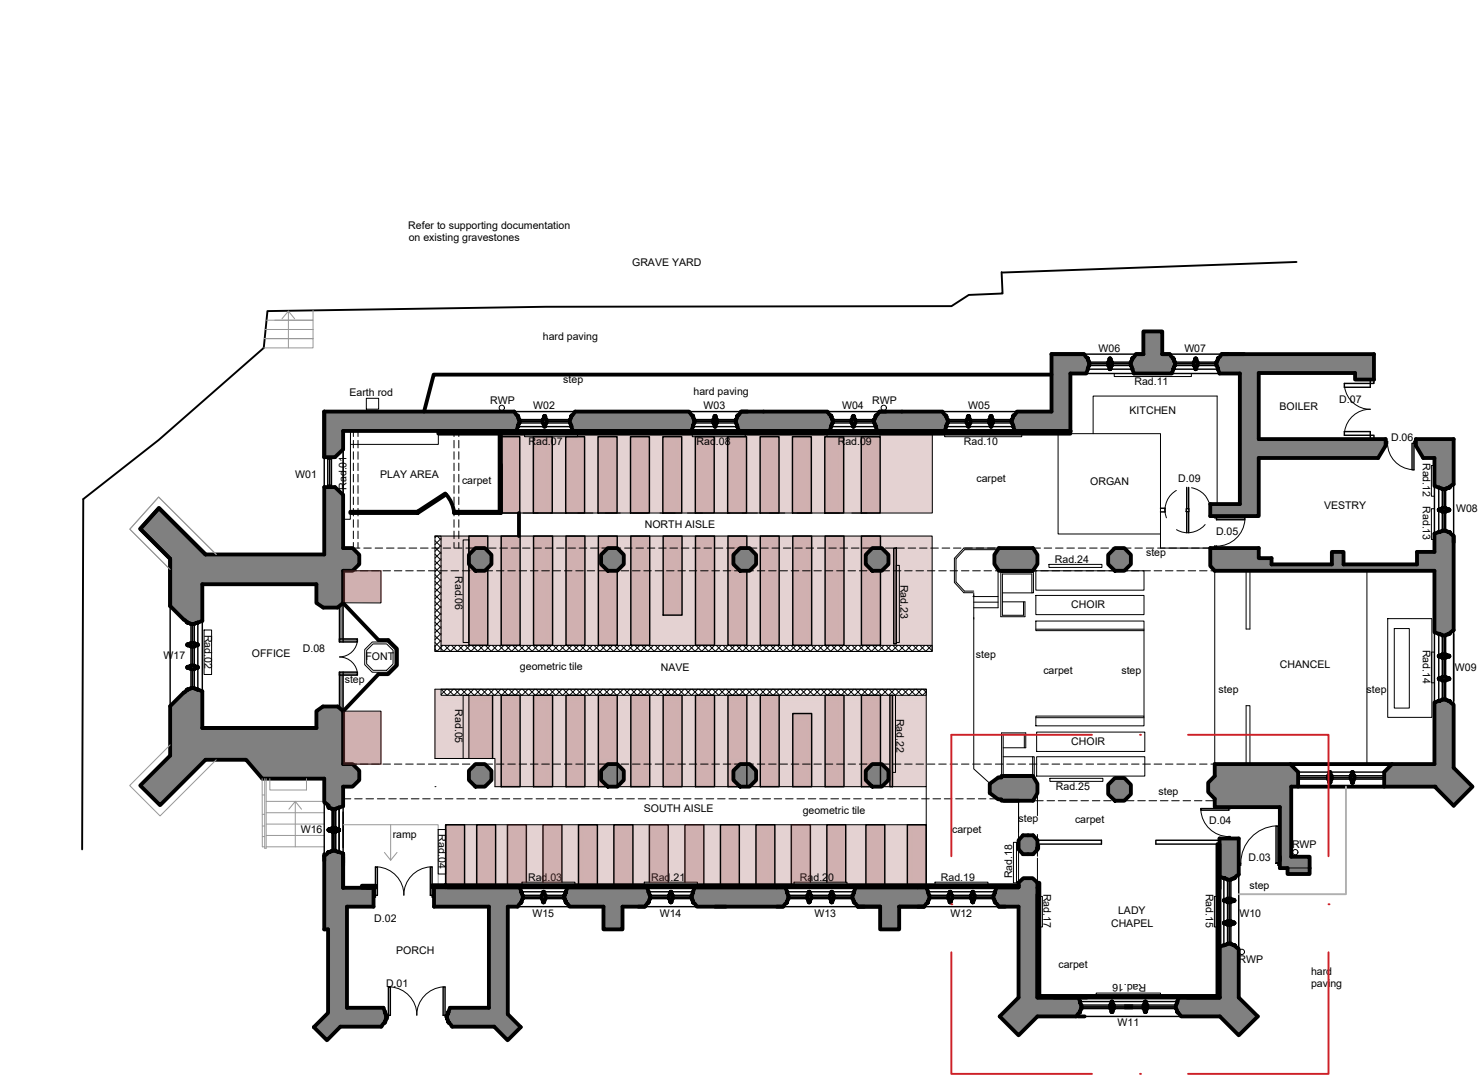 Refer to supporting documentation
on existing gravestones
GRAVE YARD
hard paving
step
hard paving
Earth rod
RWP
W02
W03
W04
RWP
W05
W06
W07
Rad.11
KITCHEN
BOILER
D.07
D.06
W01
Rad.01
PLAY AREA
carpet
Rad.07
Rad.08
Rad.09
Rad.10
carpet
ORGAN
D.09
D.05
VESTRY
Rad.12
Rad.13
W08
NORTH AISLE
step
Rad.24
Rad.06
Rad.23
CHOIR
W17
Rad.02
OFFICE
D.08
FONT
step
geometric tile
NAVE
step
carpet
step
CHANCEL
step
step
Rad.14
W09
Rad.05
Rad.22
CHOIR
Rad.25
step
SOUTH AISLE
geometric tile
W16
ramp
Rad.04
carpet
step
carpet
D.04
D.03
RWP
step
Rad.18
Rad.03
Rad.21
Rad.20
Rad.19
W15
W14
W13
W12
Rad.17
LADY
CHAPEL
Rad.15
W10
RWP
D.02
PORCH
D.01
carpet
Rad.16
W11
hard
paving